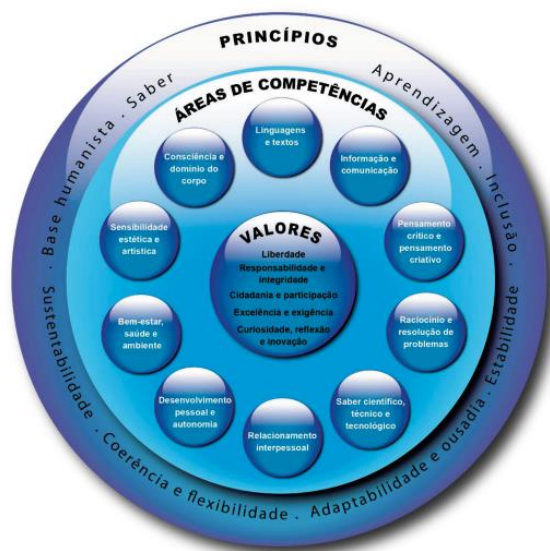 PRINCÍPIOS
Base humanista . Saber
Aprendizagem . Inclusão .
Sustentabilidade . Coerência e flexibilidade . Adaptabilidade e ousadia . Estabilidade
ÁREAS DE COMPETÊNCIAS
Linguagens
e textos
Informação e
comunicação
Pensamento
crítico e
pensamento
criativo
Raciocínio e
resolução de
problemas
Saber científico,
técnico e
tecnológico
Relacionamento
interpessoal
Desenvolvimento
pessoal e
autonomia
Bem-estar,
saúde e
ambiente
Sensibilidade
estética e
artística
Consciência e
domínio do
corpo
VALORES
Liberdade
Responsabilidade e
integridade
Cidadania e participação
Excelência e exigência
Curiosidade, reflexão
e inovação